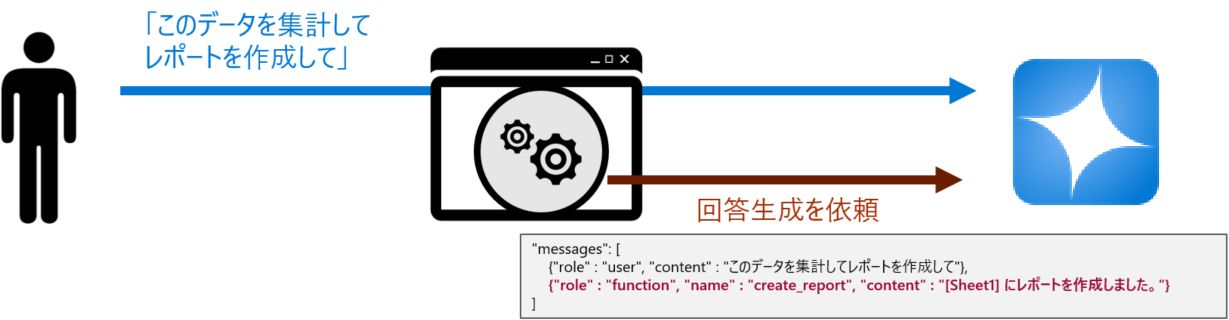 「このデータを集計して
レポートを作成して」
回答生成を依頼
"messages": [
{"role" : "user", "content" : "このデータを集計してレポートを作成して"},
{"role" : "function", "name" : "create_report", "content" : "[Sheet1] にレポートを作成しました。"}
]